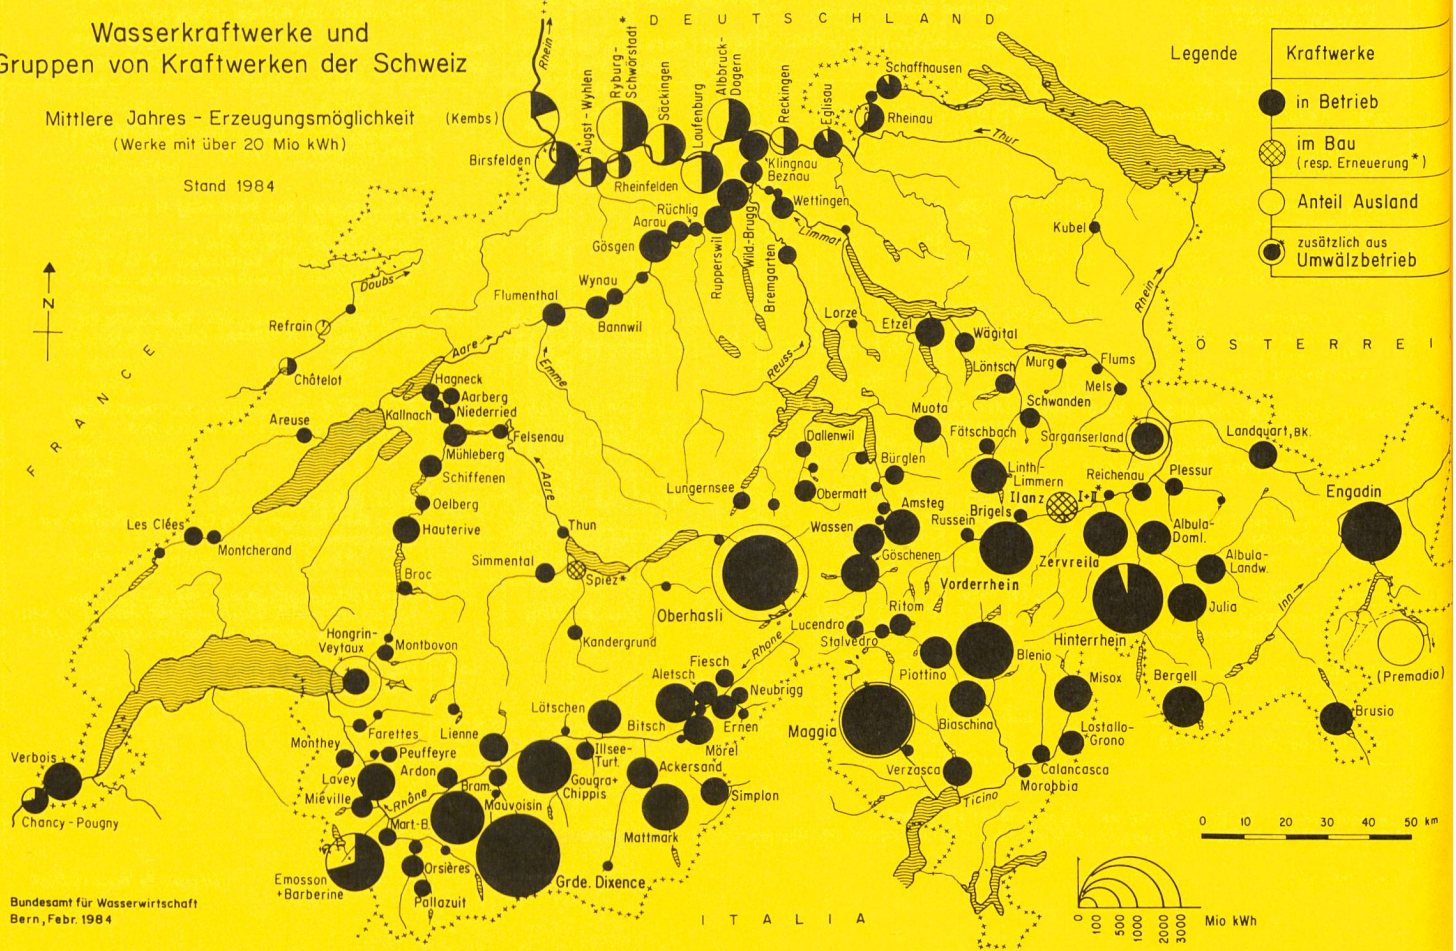 Wasserkraftwerke und
Gruppen von Kraftwerken der Schweiz
Mittlere Jahres - Erzeugungsmöglichkeit
(Werke mit über 20 Mio kWh)
Stand 1984
N
DEUTSCHLAND
Legende
Kraftwerke
in Betrieb
im Bau
(resp. Erneuerung*)
Anteil Ausland
zusätzlich aus
Umwälzbetrieb
Rhein
(Kembs)
Birsfelden
Augst-Wyhlen
*
Ryburg-
Schwörstadt
Säckingen
Laufenburg
Albbruck-
Dogern
Reckingen
Eglisau
Schaffhausen
Rheinau
Thur
Rheinfelden
Klingnau
Beznau
Wettingen
Limmat
Rüchlig
Aarau
Gösgen
Rupperswil
Wild.-Brugg
Bremgarten
Kubel
Rhein
Doubs
Refrain
Châtelot
FRANCE
Wynau
Flumenthal
Bannwil
Aare
Emme
Reuss
Lorze
Etzel
Wägital
Löntsch
Murg
Flums
Mels
ÖSTERREI
Hagneck
Aarberg
Kallnach
Niederried
Felsenau
Mühleberg
Areuse
Schiffenen
Oelberg
Hauterive
Aare
Muota
Schwanden
Fätschbach
Sarganserland
Landquart, BK.
Dallenwil
Bürglen
Linth-
Limmern
Reichenau
Plessur
Lungernsee
Obermatt
Amsteg
Ilanz
I+II*
Engadin
Les Clées
Montcherand
Thun
Wassen
Russein
Brigels
Albula-
Doml.
Simmental
Spiez*
Göschenen
Zervreila
Albula-
Landw.
Broc
Oberhasli
Vorderrhein
Julia
Inn
Kandergrund
Lucendro
Ritom
Stalvedro
Hinterrhein
Hongrin-
Veytaux
Montbovon
Rhone
Piottino
Blenio
(Premadio)
Fiesch
Aletsch
Neubrigg
Misox
Bergell
Lötschen
Bitsch
Ernen
Biaschina
Brusio
Farettes
Lienne
Mörel
Maggia
Lostallo-
Grono
Monthey
Peuffeyre
Illsee-
Turt.
Verbois
Lavey
Ardon
Bram.
Gougra+
Chippis
Ackersand
Verzasca
Calancasca
Morobbia
Miéville
Rhône
Mauvoisin
Simplon
Ticino
Chancy - Pougny
Mart.-B.
Mattmark
0 10 20 30 40 50 km
Orsières
Emosson
+Barberine
Grde. Dixence
Pallazuit
Bundesamt für Wasserwirtschaft
Bern, Febr. 1984
ITALIA
0 100 500 1000 2000 3000 Mio kWh